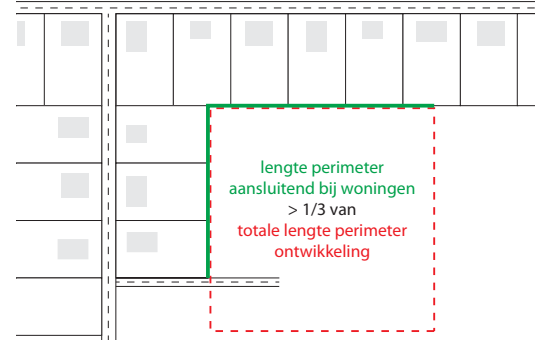 lengte perimeter
aansluitend bij woningen
> 1/3 van
totale lengte perimeter
ontwikkeling